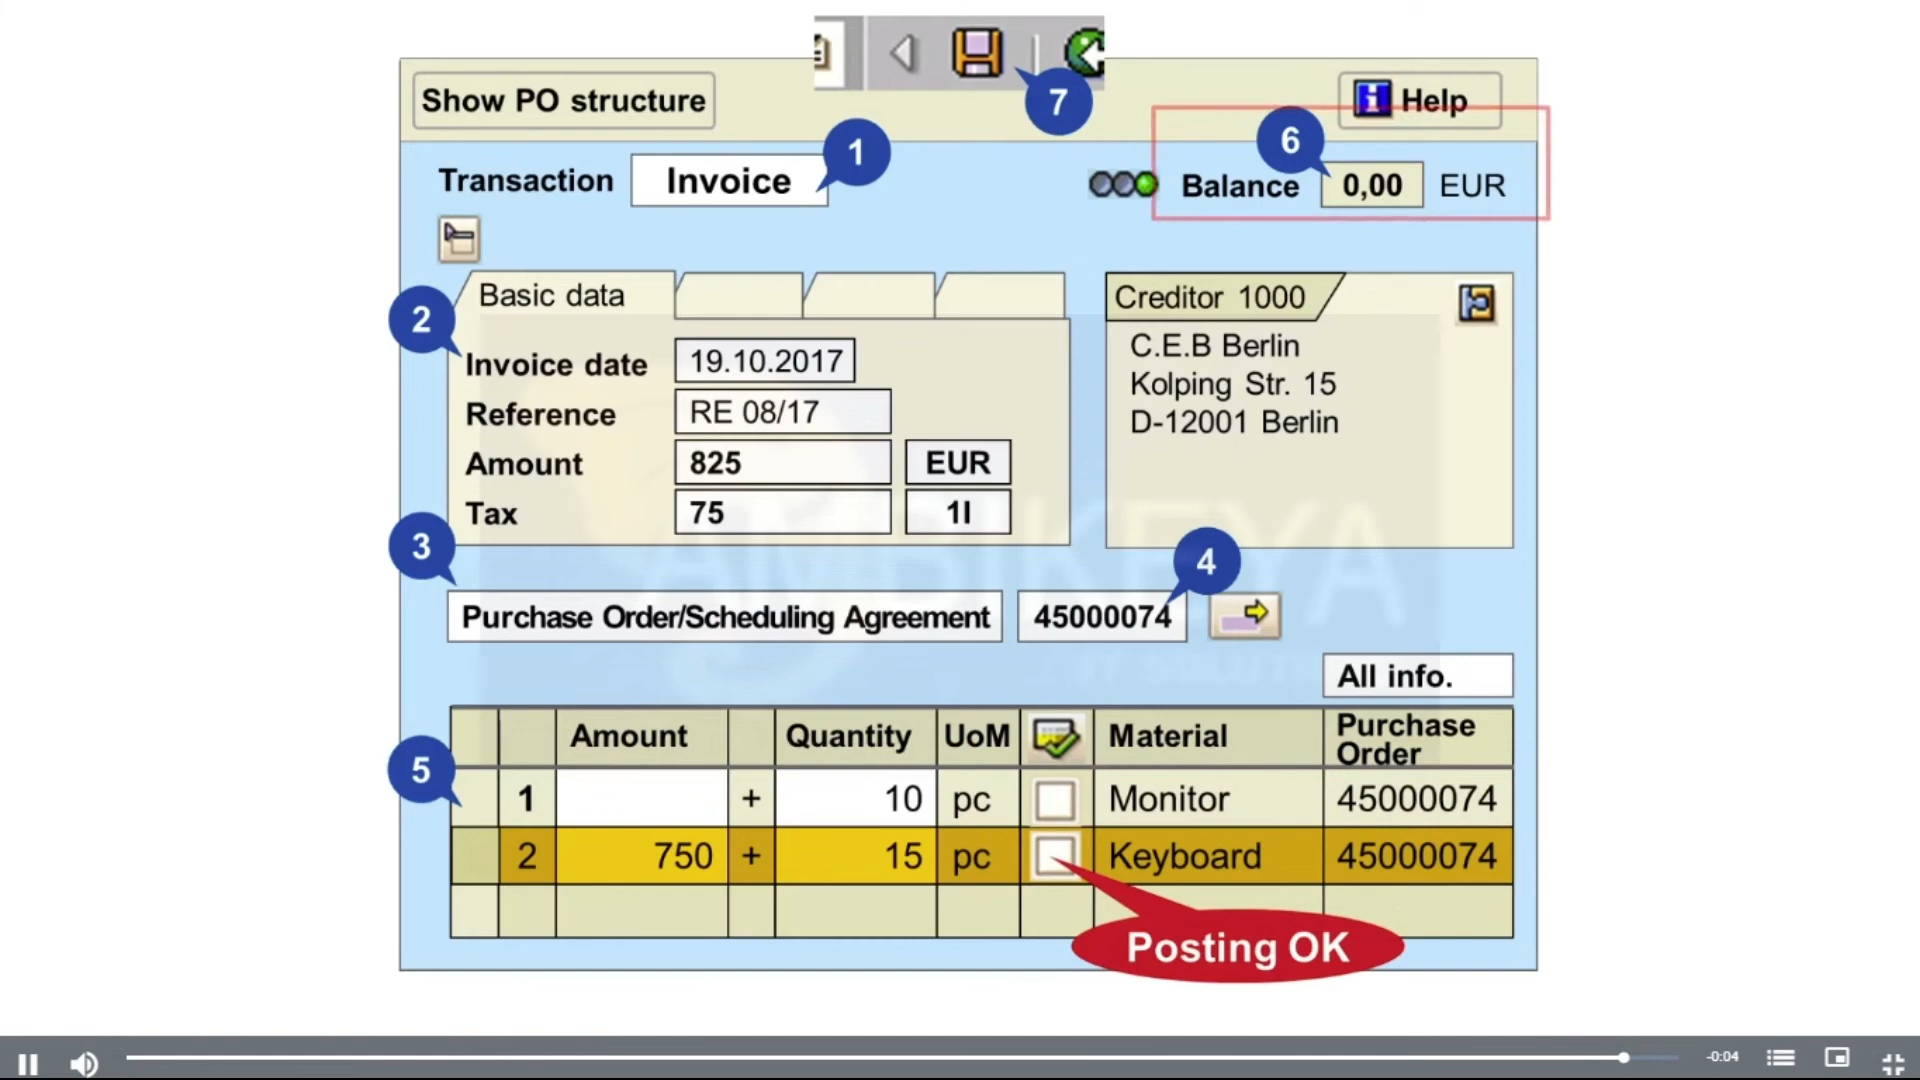 7
Show PO structure
Help
1
6
Transaction Invoice
Balance 0,00 EUR
Basic data
Creditor 1000
2
C.E.B Berlin
Kolping Str. 15
D-12001 Berlin
Invoice date 19.10.2017
Reference RE 08/17
Amount 825 EUR
Tax 75 1I
3
4
AMBIKEYA
Purchase Order/Scheduling Agreement 45000074
All info.
Amount Quantity UoM Material Purchase
Order
5
1 + 10 pc Monitor 45000074
2 750 + 15 pc Keyboard 45000074
Posting OK
-0:04